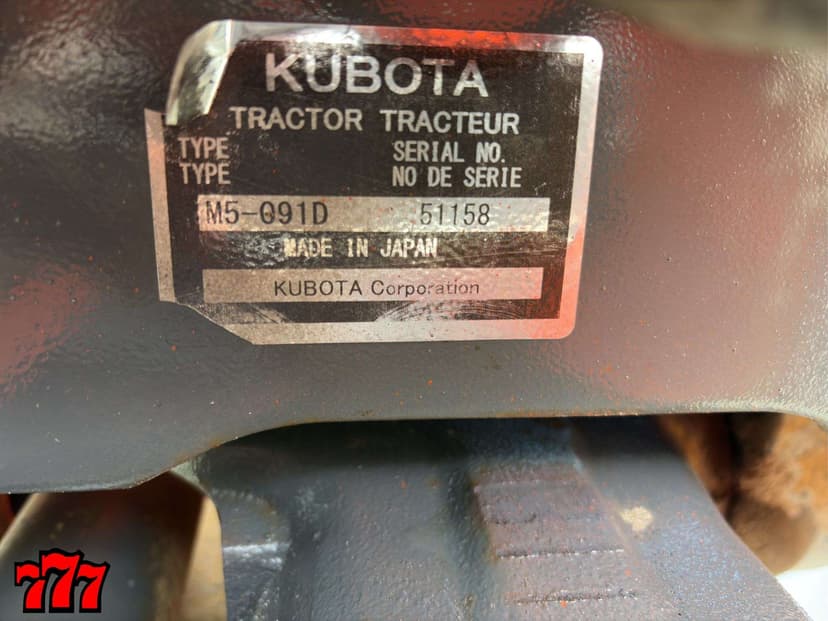 KUBOTA
TRACTOR TRACTEUR
TYPE SERIAL NO.
TYPE NO DE SERIE
M5-091D 51158
MADE IN JAPAN
KUBOTA Corporation
777